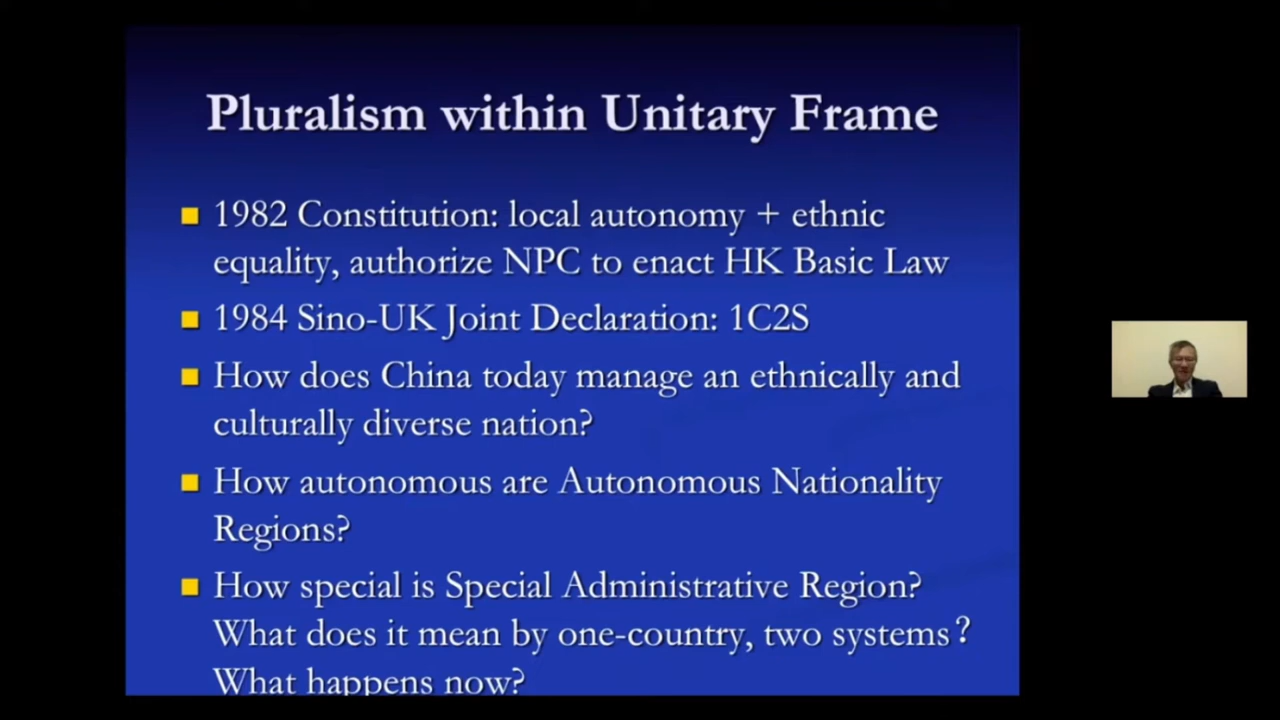 Pluralism within Unitary Frame
1982 Constitution: local autonomy + ethnic
equality, authorize NPC to enact HK Basic Law
1984 Sino-UK Joint Declaration: 1C2S
How does China today manage an ethnically and
culturally diverse nation?
How autonomous are Autonomous Nationality
Regions?
How special is Special Administrative Region?
What does it mean by one-country, two systems？
What happens now?